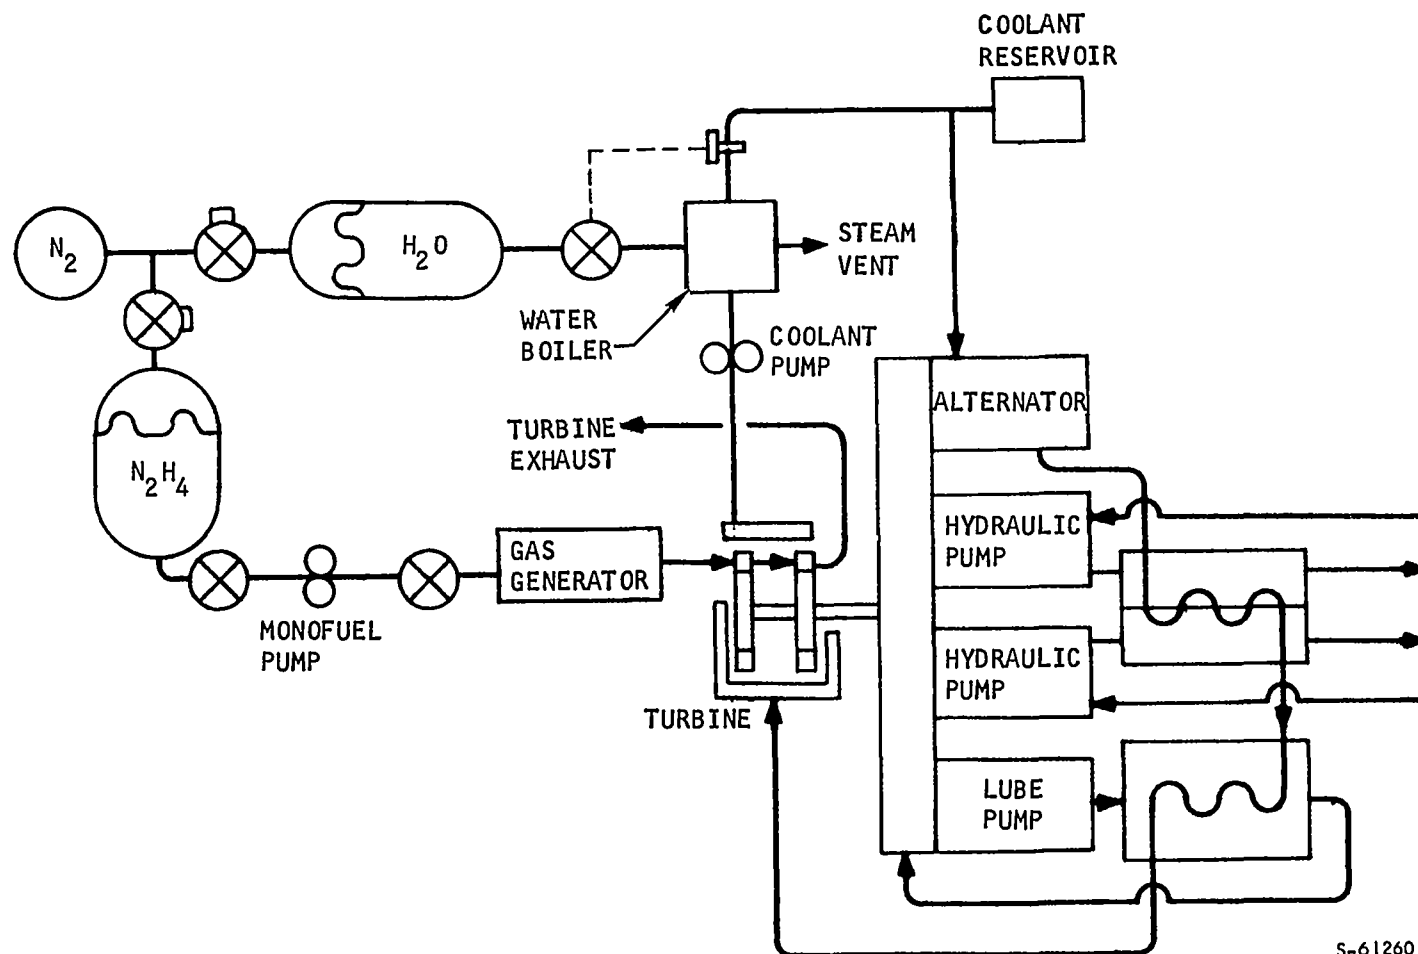 COOLANT
RESERVOIR
N2
H2O
STEAM
VENT
WATER
BOILER
COOLANT
PUMP
ALTERNATOR
TURBINE
EXHAUST
N2H4
HYDRAULIC
PUMP
GAS
GENERATOR
MONOFUEL
PUMP
HYDRAULIC
PUMP
TURBINE
LUBE
PUMP
S-61260